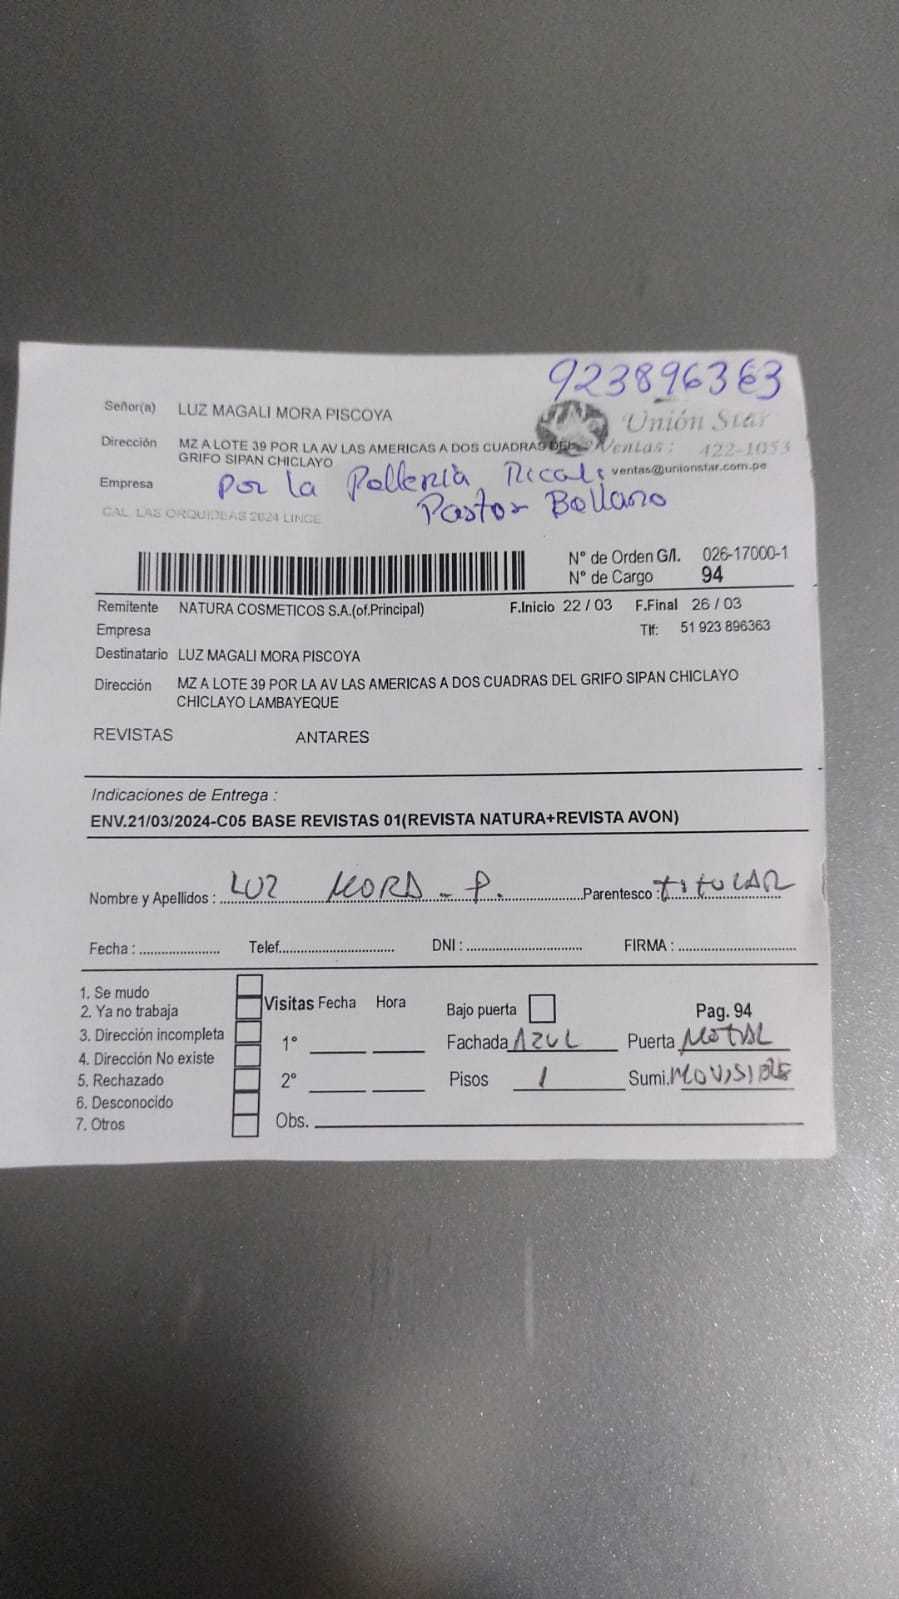 923896363
Señor(a) LUZ MAGALI MORA PISCOYA
Unión Star
Dirección MZ A LOTE 39 POR LA AV LAS AMERICAS A DOS CUADRAS DEL
Ventas: 422-1053
GRIFO SIPAN CHICLAYO
ventas@unionstar.com.pe
Empresa por la Polleria Ricali
Pastor Bollano
CAL. LAS ORQUIDEAS 2624 LINCE
N° de Orden G/I. 026-17000-1
N° de Cargo 94
Remitente NATURA COSMETICOS S.A.(of.Principal) F.Inicio 22 / 03 F.Final 26 / 03
Empresa Tlf: 51 923 896363
Destinatario LUZ MAGALI MORA PISCOYA
Dirección MZ A LOTE 39 POR LA AV LAS AMERICAS A DOS CUADRAS DEL GRIFO SIPAN CHICLAYO
CHICLAYO LAMBAYEQUE
REVISTAS ANTARES
Indicaciones de Entrega :
ENV.21/03/2024-C05 BASE REVISTAS 01(REVISTA NATURA+REVISTA AVON)
Nombre y Apellidos : LUZ MORA - P. Parentesco : TITULAR
Fecha : Telef. DNI : FIRMA :
1. Se mudo
2. Ya no trabaja
3. Dirección incompleta
4. Dirección No existe
5. Rechazado
6. Desconocido
7. Otros
Visitas Fecha Hora
1°
2°
Obs.
Bajo puerta Pag. 94
Fachada AZUL Puerta METAL
Pisos 1 Sumi. NOVISIBLE